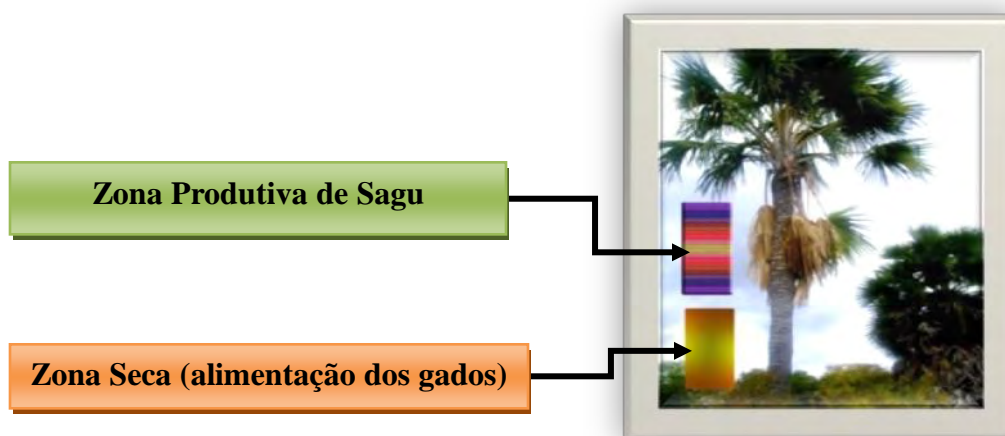 Zona Produtiva de Sagu
Zona Seca (alimentação dos gados)